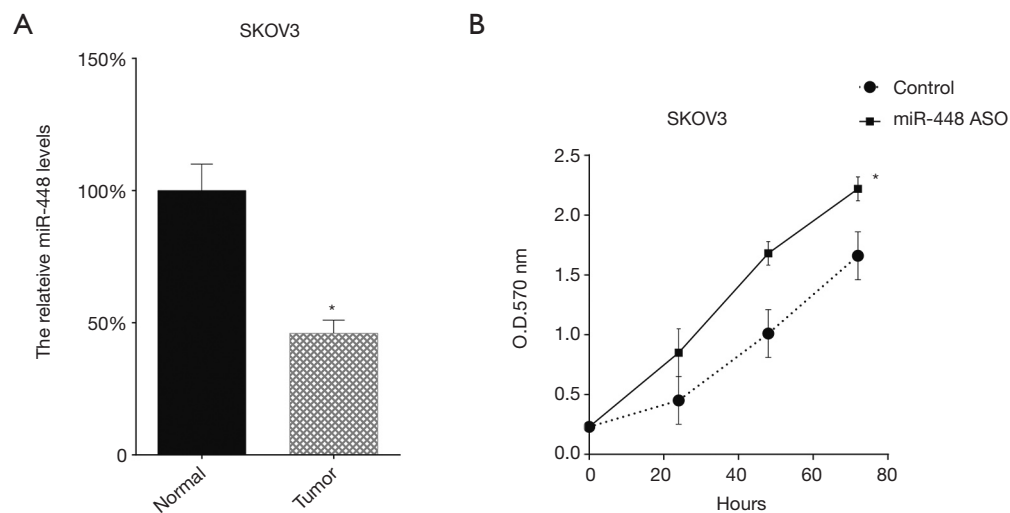 A
SKOV3
The relateive miR-448 levels
150%
100%
50%
0
*
Normal
Tumor
B
Control
miR-448 ASO
SKOV3
O.D.570 nm
2.5
2.0
1.5
1.0
0.5
0.0
*
0 20 40 60 80
Hours